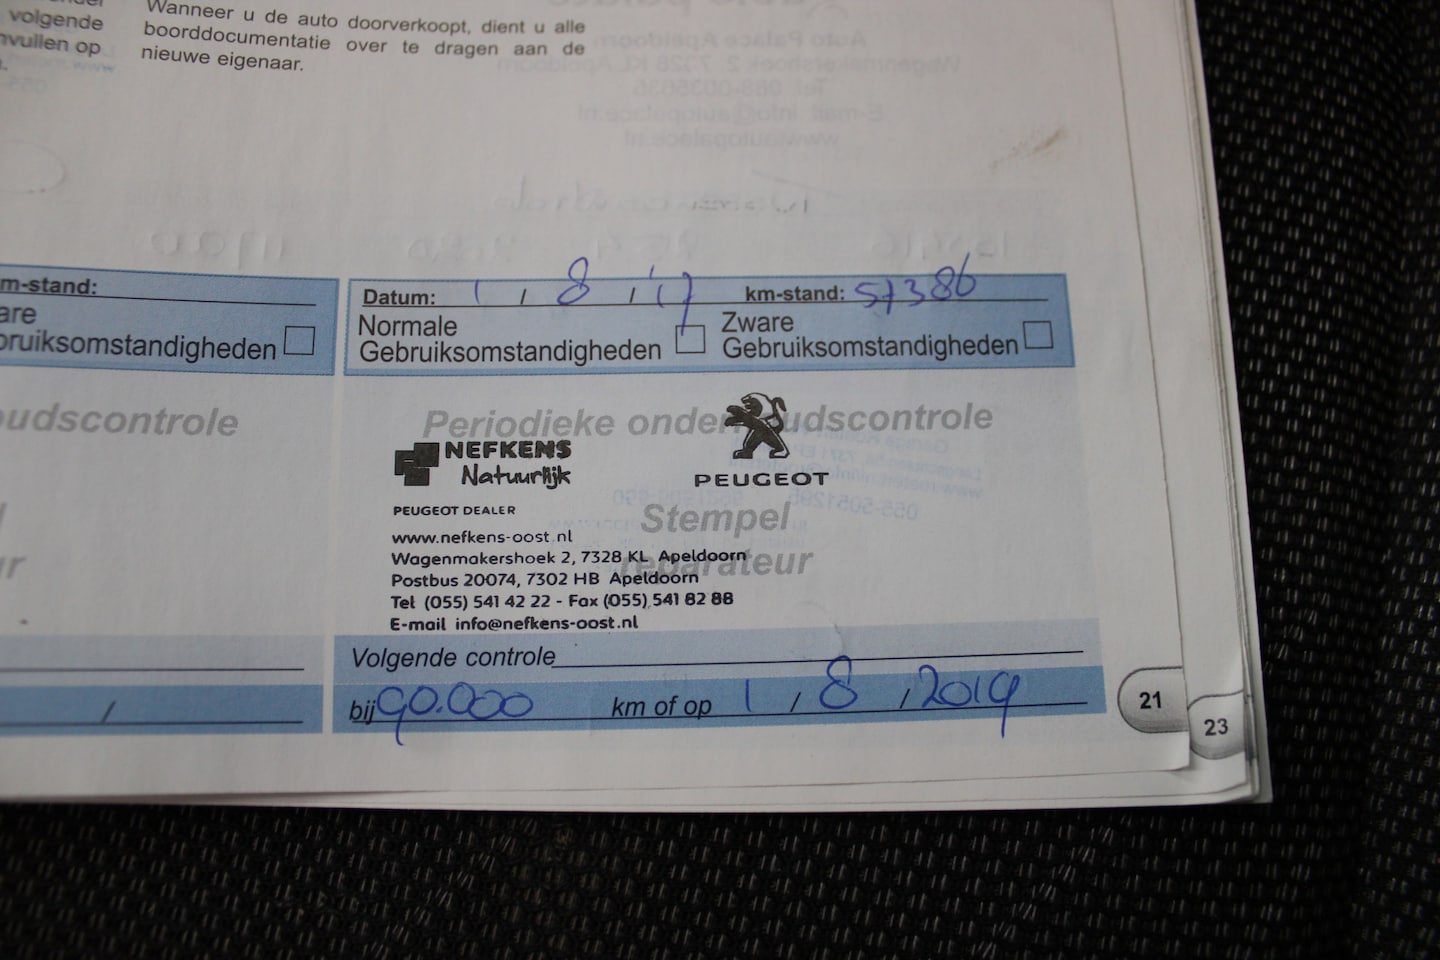 volgende
nvullen op
Wanneer u de auto doorverkoopt, dient u alle
boorddocumentatie over te dragen aan de
nieuwe eigenaar.
m-stand:
are
bruiksomstandigheden
udscontrole
/
Datum: 1 / 8 / '17 km-stand: 57386
Normale
Gebruiksomstandigheden
Zware
Gebruiksomstandigheden
Periodieke onderhoudscontrole
NEFKENS
Natuurlijk
PEUGEOT
PEUGEOT DEALER
Stempel
reparateur
www.nefkens-oost.nl
Wagenmakershoek 2, 7328 KL Apeldoorn
Postbus 20074, 7302 HB Apeldoorn
Tel (055) 541 42 22 - Fax (055) 541 82 88
E-mail info@nefkens-oost.nl
Volgende controle
bij 90.000 km of op 1 / 8 / 2019
21
23